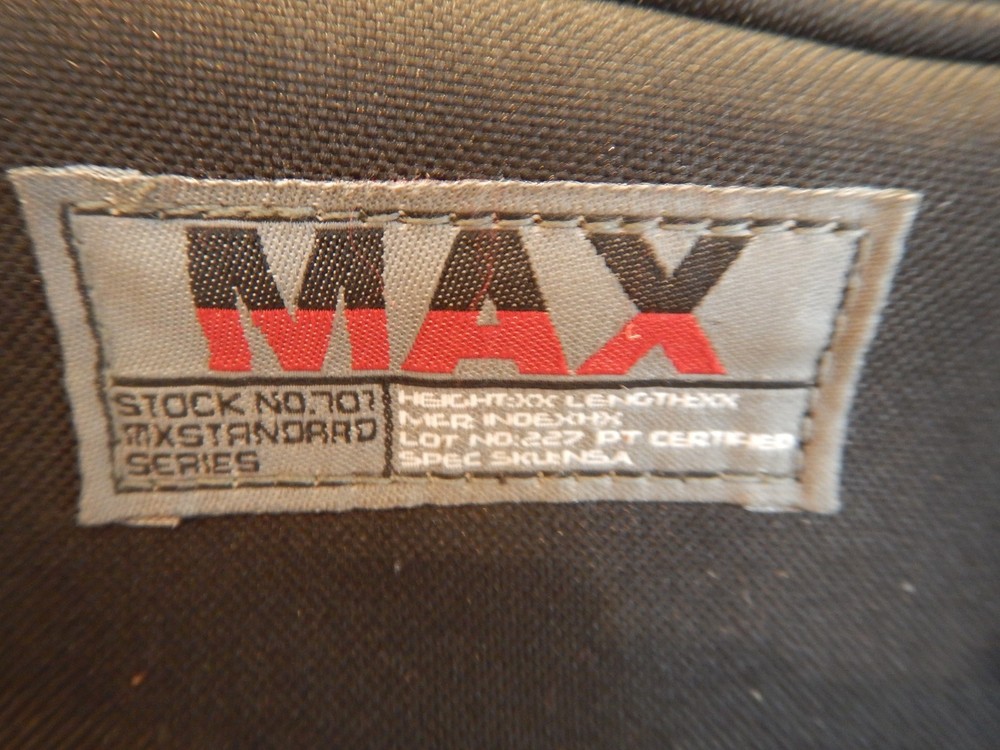 MAX
STOCK NO.701
MXSTANDARD
SERIES
HEIGHT:XX LENGTH:XX
MFR: INDEXHX
LOT NO:227 PT CERTIFIED
SPEC SKU:NSA